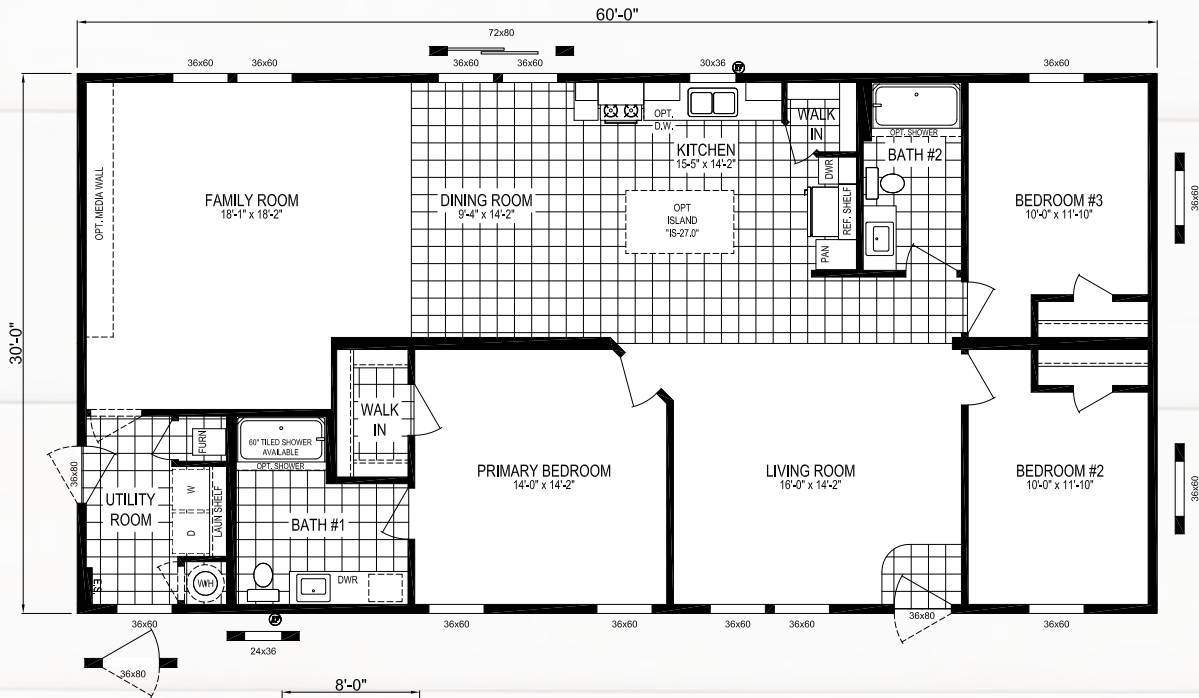 60'-0"
72x80
36x60
36x60
36x60
36x60
30x36
36x60
30'-0"
OPT. MEDIA WALL
FAMILY ROOM
18'-1" x 18'-2"
DINING ROOM
9'-4" x 14'-2"
OPT.
D.W.
KITCHEN
15'-5" x 14'-2"
OPT
ISLAND
"IS-27.0"
WALK
IN
DWR
REF. SHELF
PAN
OPT. SHOWER
BATH #2
BEDROOM #3
10'-0" x 11'-10"
36x60
36x80
UTILITY
ROOM
FURN
W
D
LAUN SHELF
W/H
E.S.
60" TILED SHOWER
AVAILABLE
OPT. SHOWER
BATH #1
DWR
WALK
IN
PRIMARY BEDROOM
14'-0" x 14'-2"
LIVING ROOM
16'-0" x 14'-2"
BEDROOM #2
10'-0" x 11'-10"
36x60
36x60
24x36
36x60
36x60
36x60
36x60
36x80
36x60
36x80
8'-0"